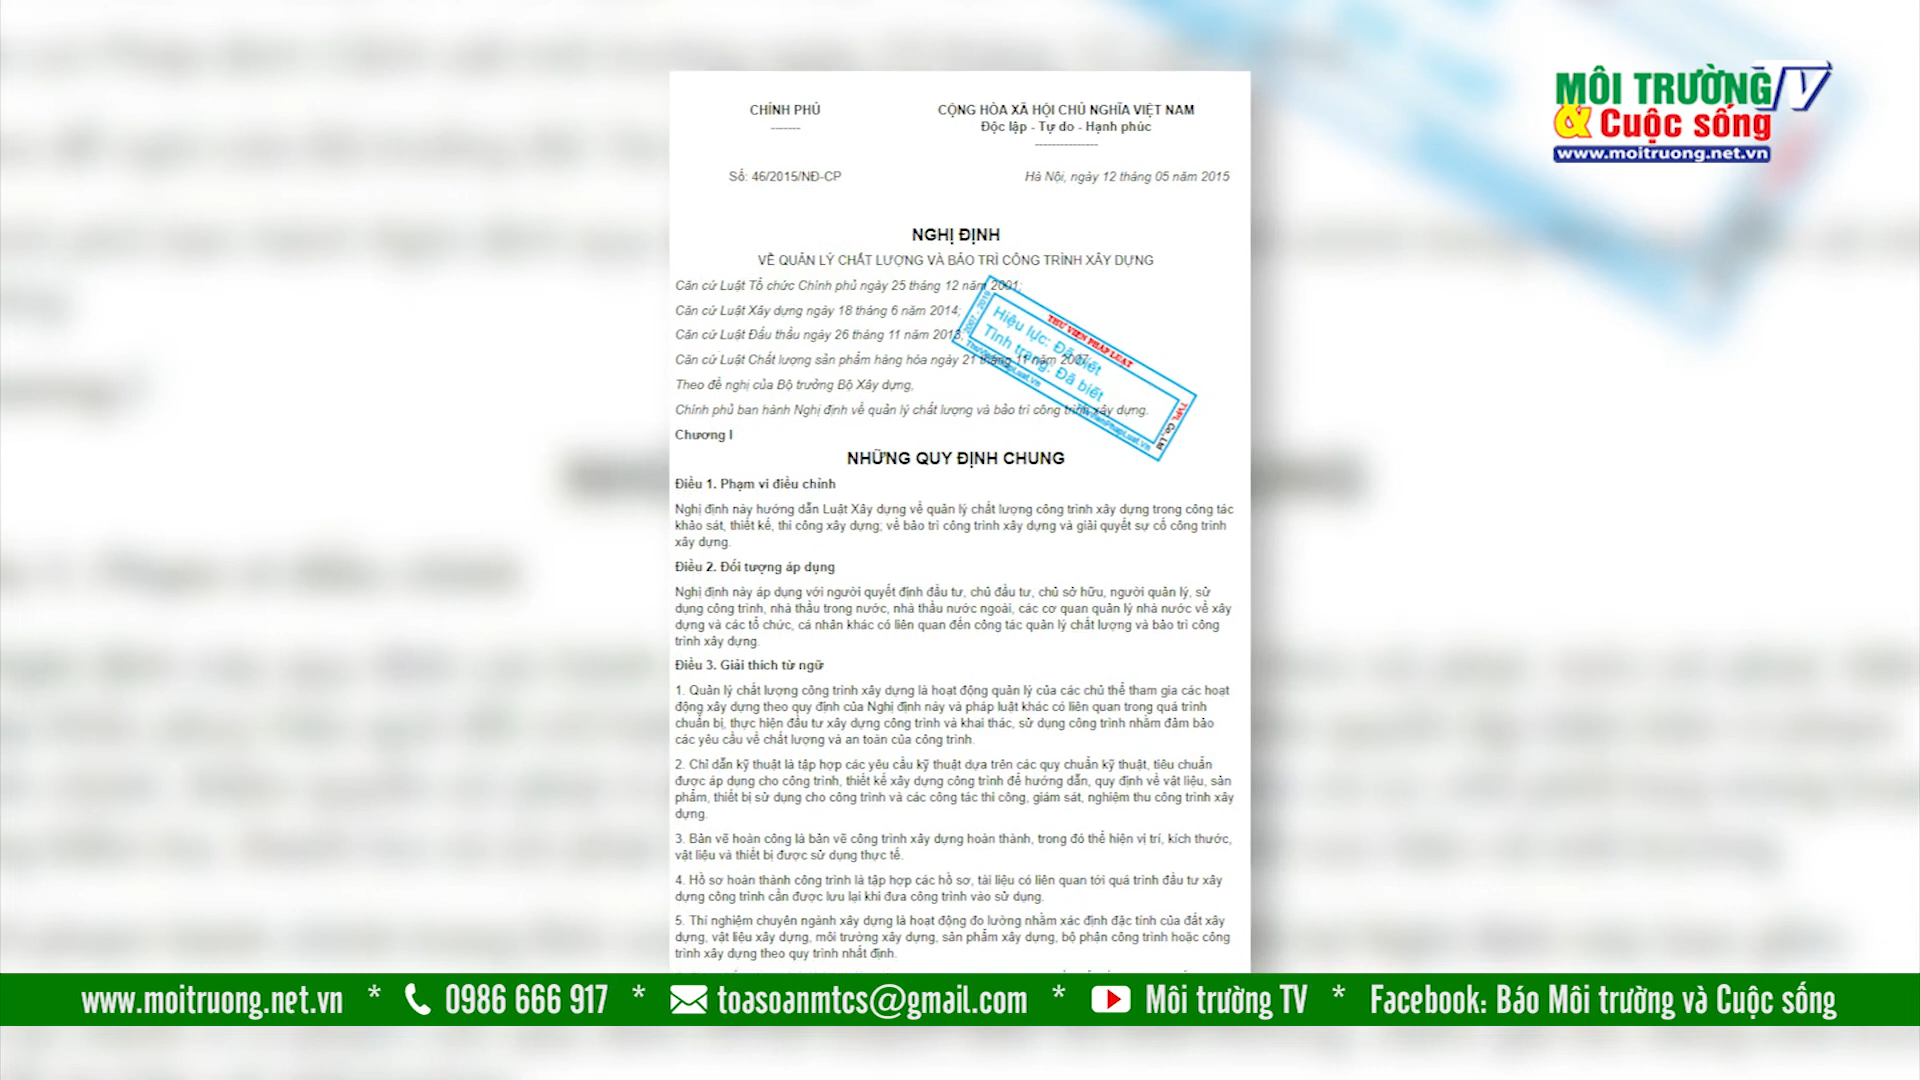 MÔI TRƯỜNG TV
& Cuộc sống
www.moitruong.net.vn
CHÍNH PHỦ
-------
CỘNG HÒA XÃ HỘI CHỦ NGHĨA VIỆT NAM
Độc lập - Tự do - Hạnh phúc
---------------
Số: 46/2015/NĐ-CP
Hà Nội, ngày 12 tháng 05 năm 2015
NGHỊ ĐỊNH
VỀ QUẢN LÝ CHẤT LƯỢNG VÀ BẢO TRÌ CÔNG TRÌNH XÂY DỰNG
Căn cứ Luật Tổ chức Chính phủ ngày 25 tháng 12 năm 2001;
Căn cứ Luật Xây dựng ngày 18 tháng 6 năm 2014;
Căn cứ Luật Đấu thầu ngày 26 tháng 11 năm 2013;
Căn cứ Luật Chất lượng sản phẩm hàng hóa ngày 21 tháng 11 năm 2007;
Theo đề nghị của Bộ trưởng Bộ Xây dựng,
Chính phủ ban hành Nghị định về quản lý chất lượng và bảo trì công trình xây dựng.
2007 - 2019
THƯ VIỆN PHÁP LUẬT
Hiệu lực: Đã biết
Tình trạng: Đã biết
ThuVienPhapLuat.vn
ThuVienPhapLuat.vn
TVPL Co., Ltd
Chương I
NHỮNG QUY ĐỊNH CHUNG
Điều 1. Phạm vi điều chỉnh
Nghị định này hướng dẫn Luật Xây dựng về quản lý chất lượng công trình xây dựng trong công tác
khảo sát, thiết kế, thi công xây dựng; về bảo trì công trình xây dựng và giải quyết sự cố công trình
xây dựng.
Điều 2. Đối tượng áp dụng
Nghị định này áp dụng với người quyết định đầu tư, chủ đầu tư, chủ sở hữu, người quản lý, sử
dụng công trình, nhà thầu trong nước, nhà thầu nước ngoài, các cơ quan quản lý nhà nước về xây
dựng và các tổ chức, cá nhân khác có liên quan đến công tác quản lý chất lượng và bảo trì công
trình xây dựng.
Điều 3. Giải thích từ ngữ
1. Quản lý chất lượng công trình xây dựng là hoạt động quản lý của các chủ thể tham gia các hoạt
động xây dựng theo quy định của Nghị định này và pháp luật khác có liên quan trong quá trình
chuẩn bị, thực hiện đầu tư xây dựng công trình và khai thác, sử dụng công trình nhằm đảm bảo
các yêu cầu về chất lượng và an toàn của công trình.
2. Chỉ dẫn kỹ thuật là tập hợp các yêu cầu kỹ thuật dựa trên các quy chuẩn kỹ thuật, tiêu chuẩn
được áp dụng cho công trình, thiết kế xây dựng công trình để hướng dẫn, quy định về vật liệu, sản
phẩm, thiết bị sử dụng cho công trình và các công tác thi công, giám sát, nghiệm thu công trình xây
dựng.
3. Bản vẽ hoàn công là bản vẽ công trình xây dựng hoàn thành, trong đó thể hiện vị trí, kích thước,
vật liệu và thiết bị được sử dụng thực tế.
4. Hồ sơ hoàn thành công trình là tập hợp các hồ sơ, tài liệu có liên quan tới quá trình đầu tư xây
dựng công trình cần được lưu lại khi đưa công trình vào sử dụng.
5. Thí nghiệm chuyên ngành xây dựng là hoạt động đo lường nhằm xác định đặc tính của đất xây
dựng, vật liệu xây dựng, môi trường xây dựng, sản phẩm xây dựng, bộ phận công trình hoặc công
trình xây dựng theo quy trình nhất định.
www.moitruong.net.vn * 0986 666 917 * toasoanmtcs@gmail.com * Môi trường TV * Facebook: Báo Môi trường và Cuộc sống